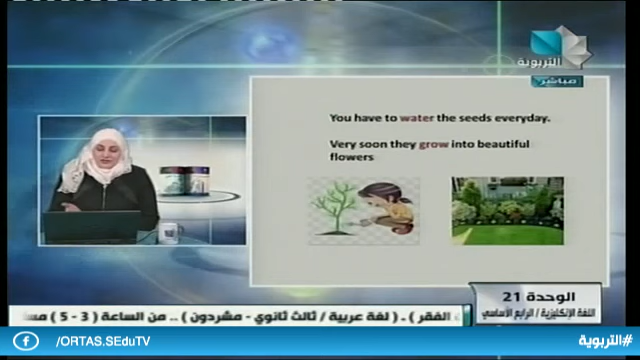 التربوية
مباشر
You have to water the seeds everyday.
Very soon they grow into beautiful
flowers
الوحدة 21
اللغة الإنكليزية / الرابع الأساسي
الفقر ) .. ( لغة عربية / ثالث ثانوي - مشردون ) .. من الساعة ( 3 - 5 )
/ORTAS.SEduTV
#التربوية